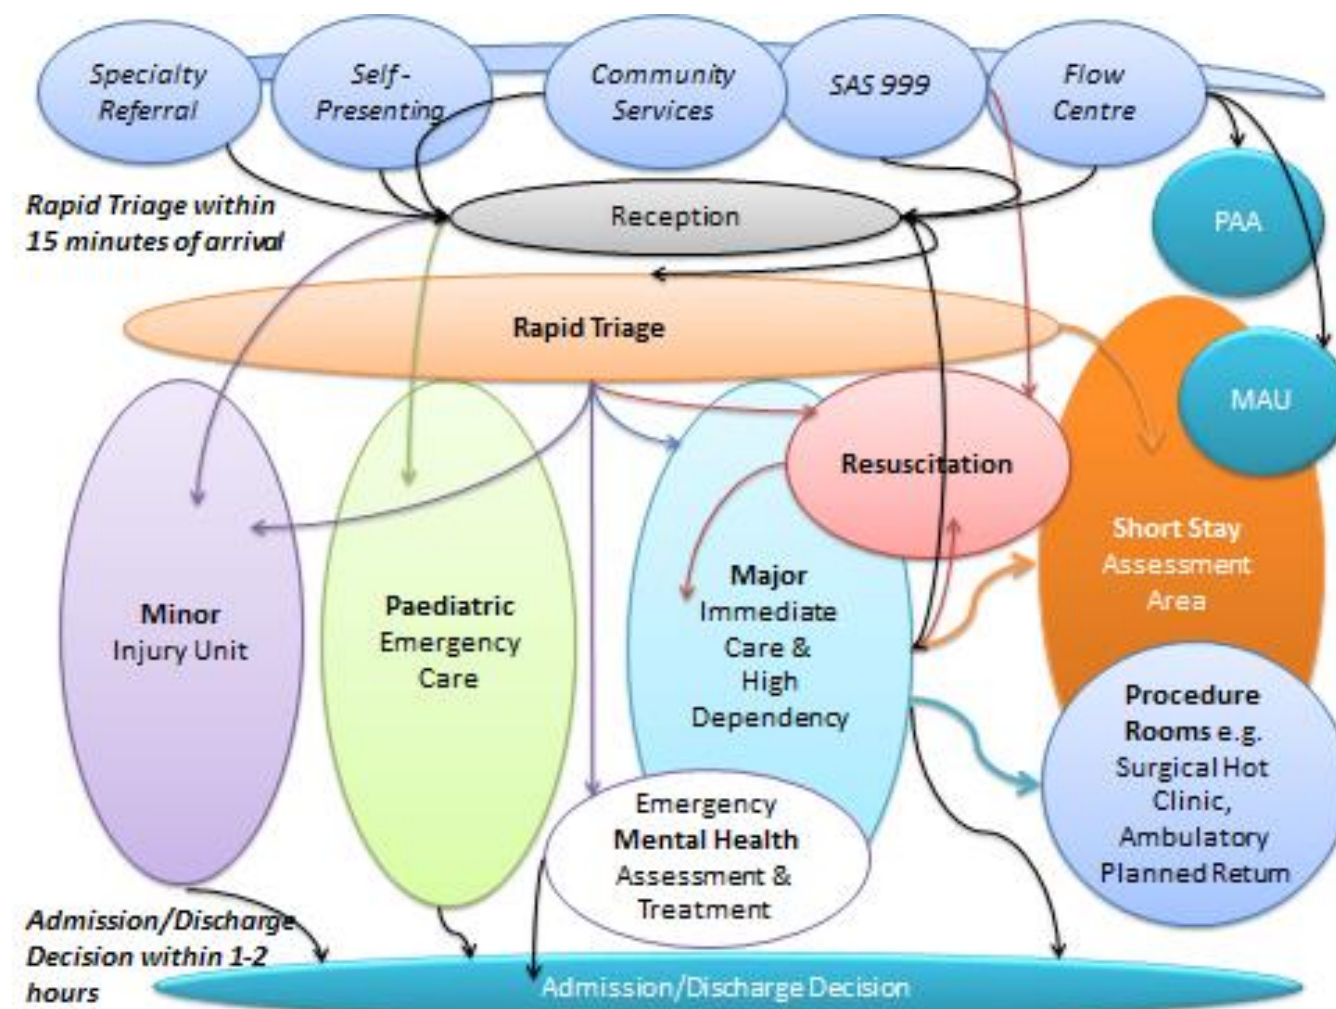 Specialty
Referral
Self -
Presenting
Community
Services
SAS 999
Flow
Centre
Rapid Triage within
15 minutes of arrival
Reception
PAA
Rapid Triage
MAU
Resuscitation
Minor
Injury Unit
Paediatric
Emergency
Care
Major
Immediate
Care &
High
Dependency
Short Stay
Assessment
Area
Procedure
Rooms e.g.
Surgical Hot
Clinic,
Ambulatory
Planned Return
Emergency
Mental Health
Assessment &
Treatment
Admission/Discharge
Decision within 1-2
hours
Admission/Discharge Decision